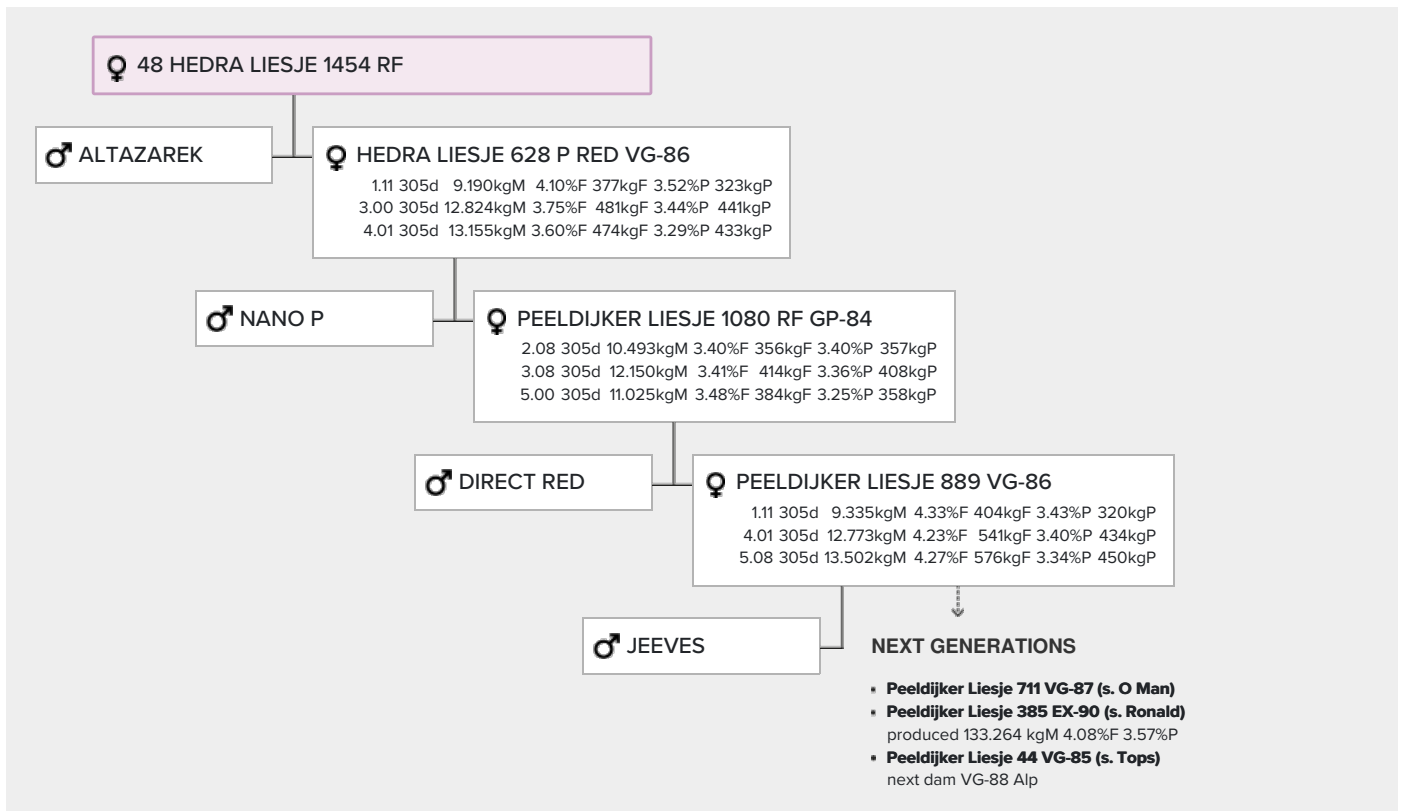 48 HEDRA LIESJE 1454 RF
ALTAZAREK
HEDRA LIESJE 628 P RED VG-86
1.11 305d 9.190kgM 4.10%F 377kgF 3.52%P 323kgP
3.00 305d 12.824kgM 3.75%F 481kgF 3.44%P 441kgP
4.01 305d 13.155kgM 3.60%F 474kgF 3.29%P 433kgP
NANO P
PEELDIJKER LIESJE 1080 RF GP-84
2.08 305d 10.493kgM 3.40%F 356kgF 3.40%P 357kgP
3.08 305d 12.150kgM 3.41%F 414kgF 3.36%P 408kgP
5.00 305d 11.025kgM 3.48%F 384kgF 3.25%P 358kgP
DIRECT RED
PEELDIJKER LIESJE 889 VG-86
1.11 305d 9.335kgM 4.33%F 404kgF 3.43%P 320kgP
4.01 305d 12.773kgM 4.23%F 541kgF 3.40%P 434kgP
5.08 305d 13.502kgM 4.27%F 576kgF 3.34%P 450kgP
JEEVES
NEXT GENERATIONS
Peeldijker Liesje 711 VG-87 (s. O Man)
Peeldijker Liesje 385 EX-90 (s. Ronald)
produced 133.264 kgM 4.08%F 3.57%P
Peeldijker Liesje 44 VG-85 (s. Tops)
next dam VG-88 Alp